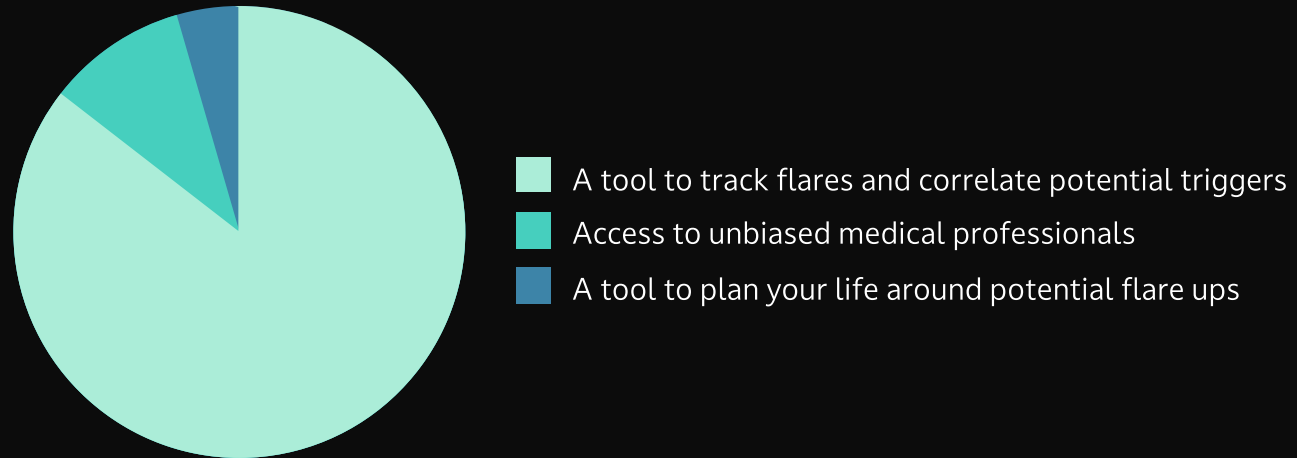 A tool to track flares and correlate potential triggers
Access to unbiased medical professionals
A tool to plan your life around potential flare ups